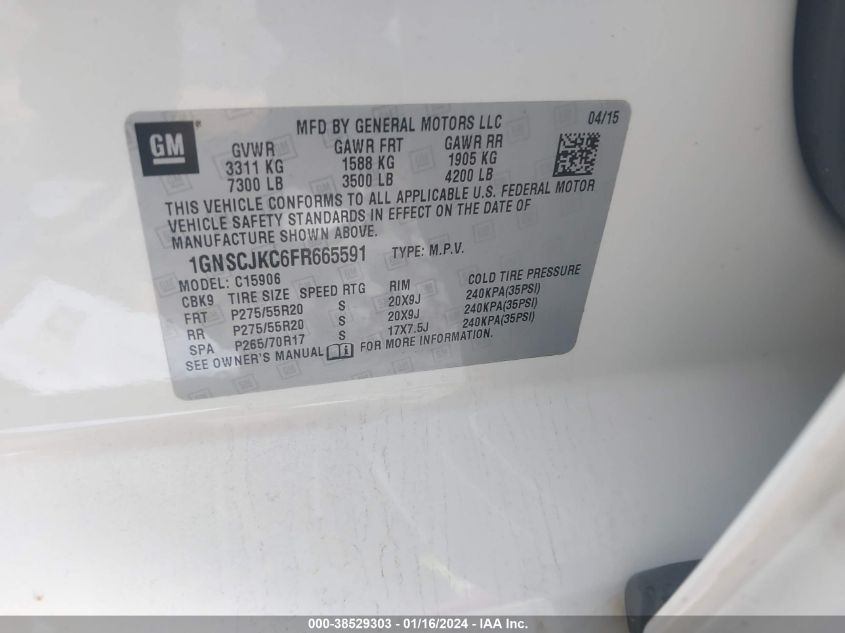 GM
MFD BY GENERAL MOTORS LLC 04/15
GVWR GAWR FRT GAWR RR
3311 KG 1588 KG 1905 KG
7300 LB 3500 LB 4200 LB
THIS VEHICLE CONFORMS TO ALL APPLICABLE U.S. FEDERAL MOTOR
VEHICLE SAFETY STANDARDS IN EFFECT ON THE DATE OF
MANUFACTURE SHOWN ABOVE.
1GNSCJKC6FR665591 TYPE: M.P.V.
MODEL: C15906
CBK9 TIRE SIZE SPEED RTG RIM COLD TIRE PRESSURE
FRT P275/55R20 S 20X9J 240KPA(35PSI)
RR P275/55R20 S 20X9J 240KPA(35PSI)
SPA P265/70R17 S 17X7.5J 240KPA(35PSI)
SEE OWNER'S MANUAL FOR MORE INFORMATION.
000-38529303 - 01/16/2024 - IAA Inc.